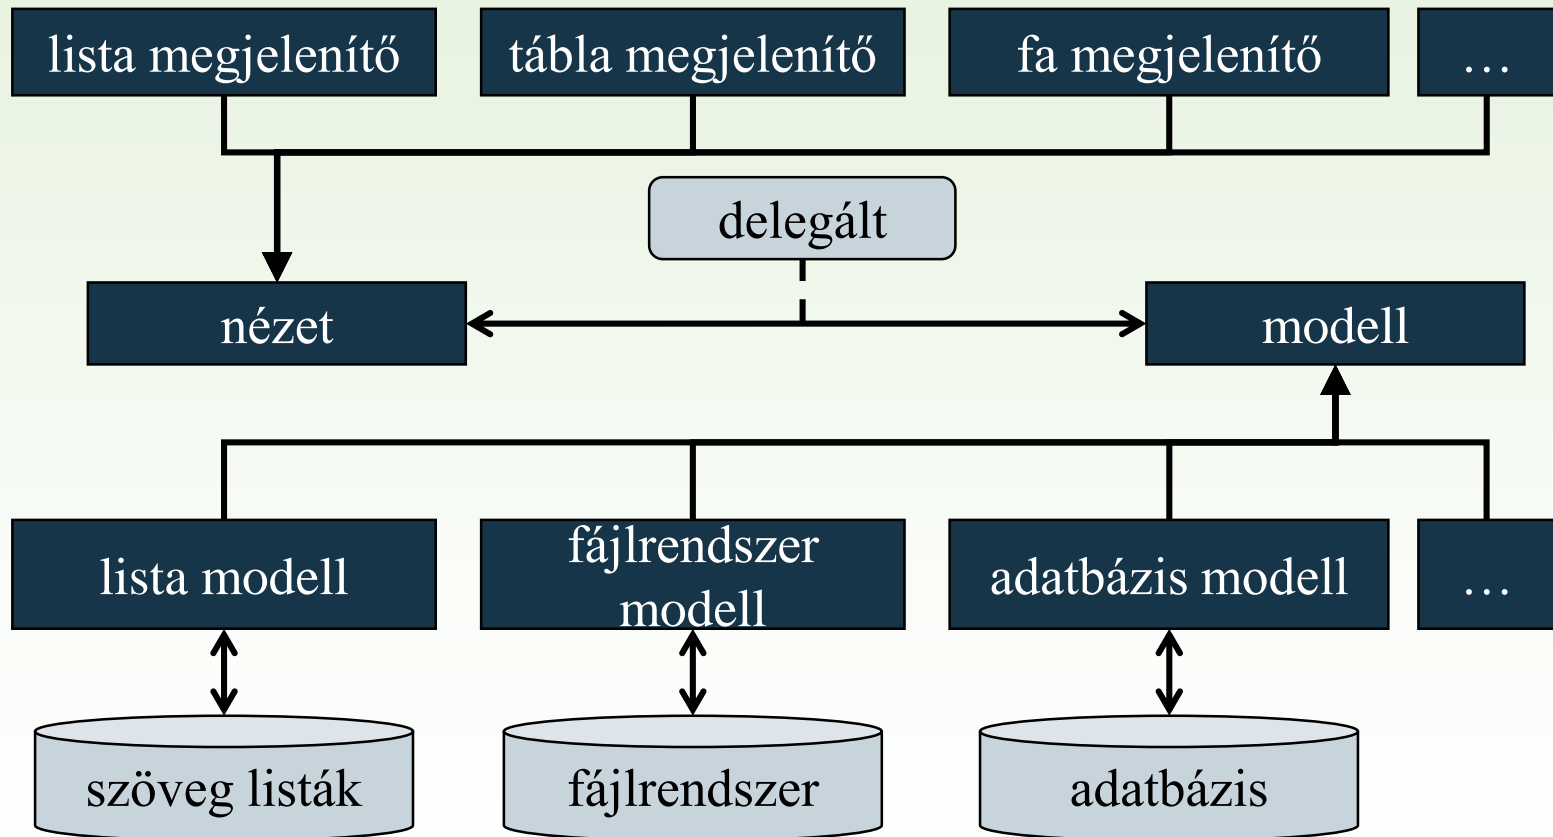 lista megjelenítő
tábla megjelenítő
fa megjelenítő
…
delegált
nézet
modell
lista modell
fájlrendszer
modell
adatbázis modell
…
szöveg listák
fájlrendszer
adatbázis